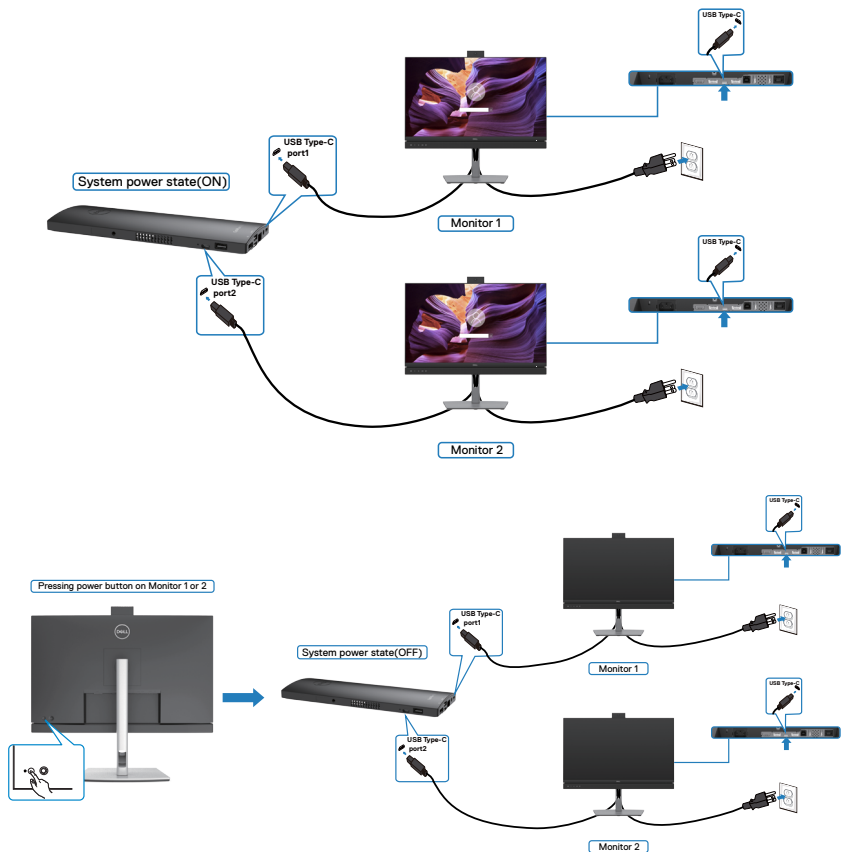 USB Type-C
USB Type-C
port1
System power state(ON)
Monitor 1
USB Type-C
USB Type-C
port2
Monitor 2
USB Type-C
Pressing power button on Monitor 1 or 2
DELL
USB Type-C
port1
System power state(OFF)
Monitor 1
USB Type-C
USB Type-C
port2
Monitor 2